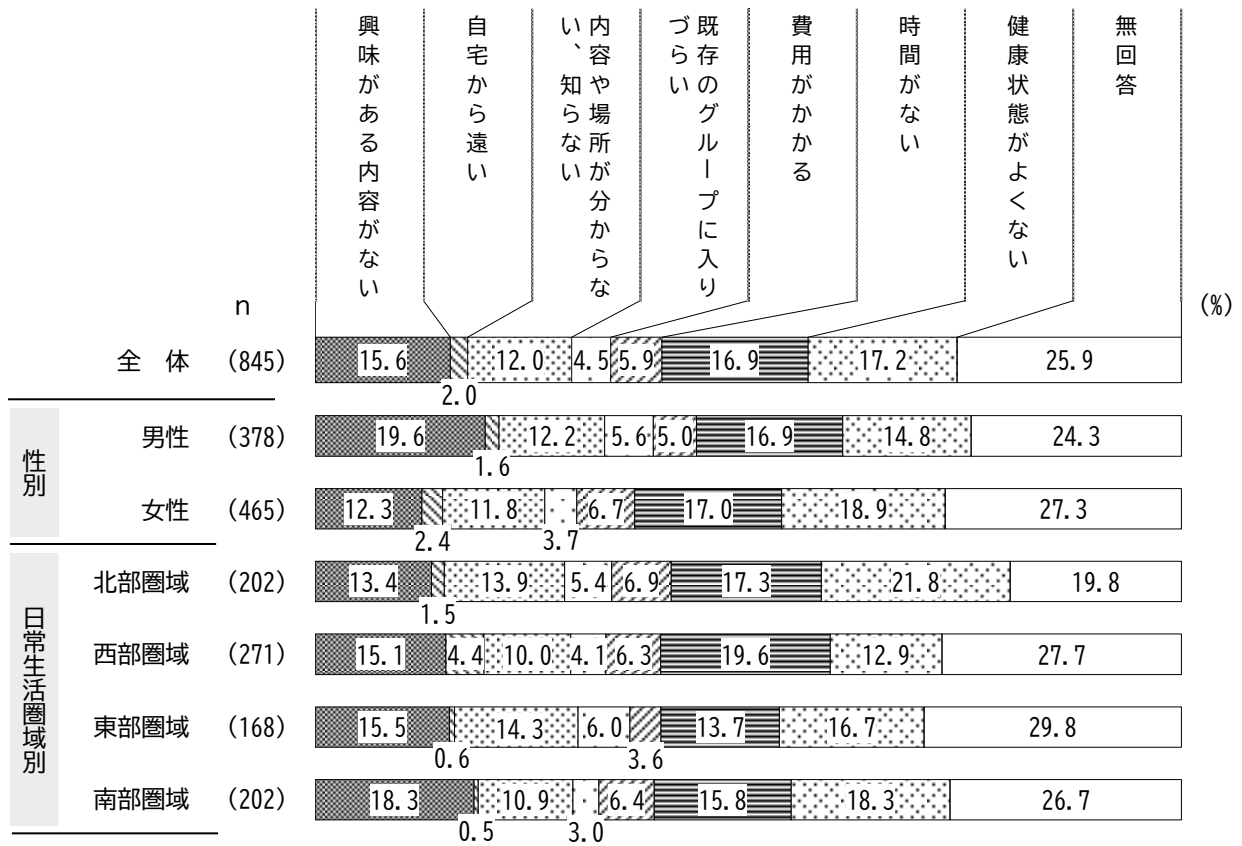 興味がある内容がない
自宅から遠い
内容や場所が分からな
い、知らない
既存のグループに入り
づらい
費用がかかる
時間がない
健康状態がよくない
無回答
n
(%)
全　体 (845) 15.6 2.0 12.0 4.5 5.9 16.9 17.2 25.9
性別
男性 (378) 19.6 1.6 12.2 5.6 5.0 16.9 14.8 24.3
女性 (465) 12.3 2.4 11.8 3.7 6.7 17.0 18.9 27.3
日常生活圏域別
北部圏域 (202) 13.4 1.5 13.9 5.4 6.9 17.3 21.8 19.8
西部圏域 (271) 15.1 4.4 10.0 4.1 6.3 19.6 12.9 27.7
東部圏域 (168) 15.5 0.6 14.3 6.0 3.6 13.7 16.7 29.8
南部圏域 (202) 18.3 0.5 10.9 3.0 6.4 15.8 18.3 26.7